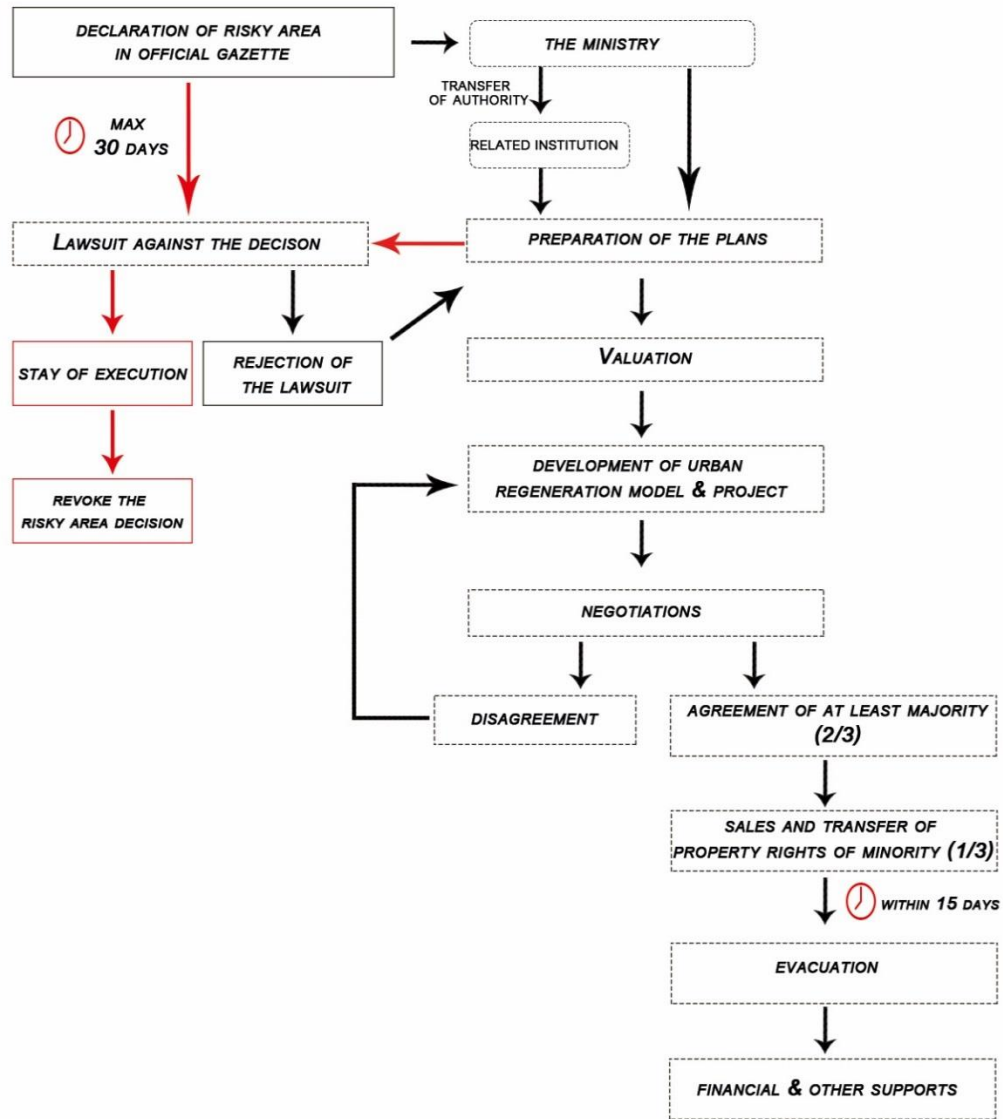 DECLARATION OF RISKY AREA
IN OFFICIAL GAZETTE
THE MINISTRY
TRANSFER
OF AUTHORITY
MAX
30 DAYS
RELATED INSTITUTION
LAWSUIT AGAINST THE DECISON
PREPARATION OF THE PLANS
STAY OF EXECUTION
REJECTION OF
THE LAWSUIT
VALUATION
REVOKE THE
RISKY AREA DECISION
DEVELOPMENT OF URBAN
REGENERATION MODEL & PROJECT
NEGOTIATIONS
DISAGREEMENT
AGREEMENT OF AT LEAST MAJORITY
(2/3)
SALES AND TRANSFER OF
PROPERTY RIGHTS OF MINORITY (1/3)
WITHIN 15 DAYS
EVACUATION
FINANCIAL & OTHER SUPPORTS